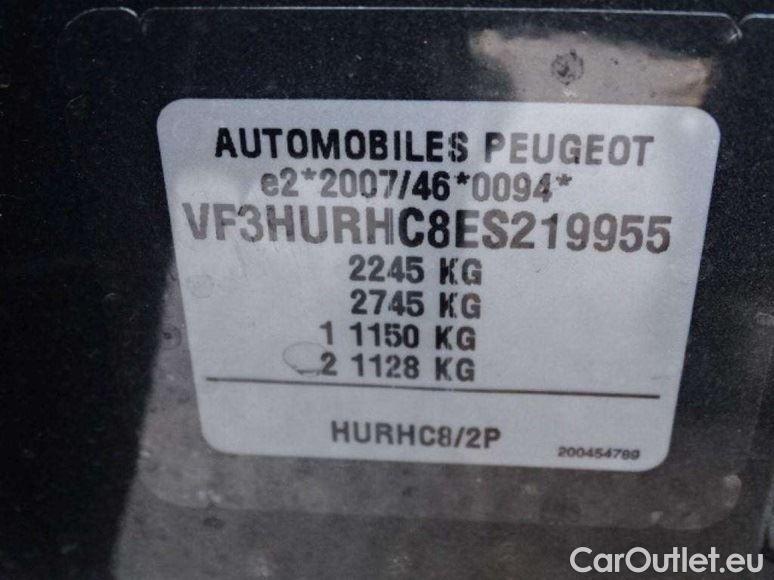 AUTOMOBILES PEUGEOT
e2*2007/46*0094*
VF3HURHC8ES219955
2245 KG
2745 KG
1 1150 KG
2 1128 KG
HURHC8/2P
200454789
CarOutlet.eu